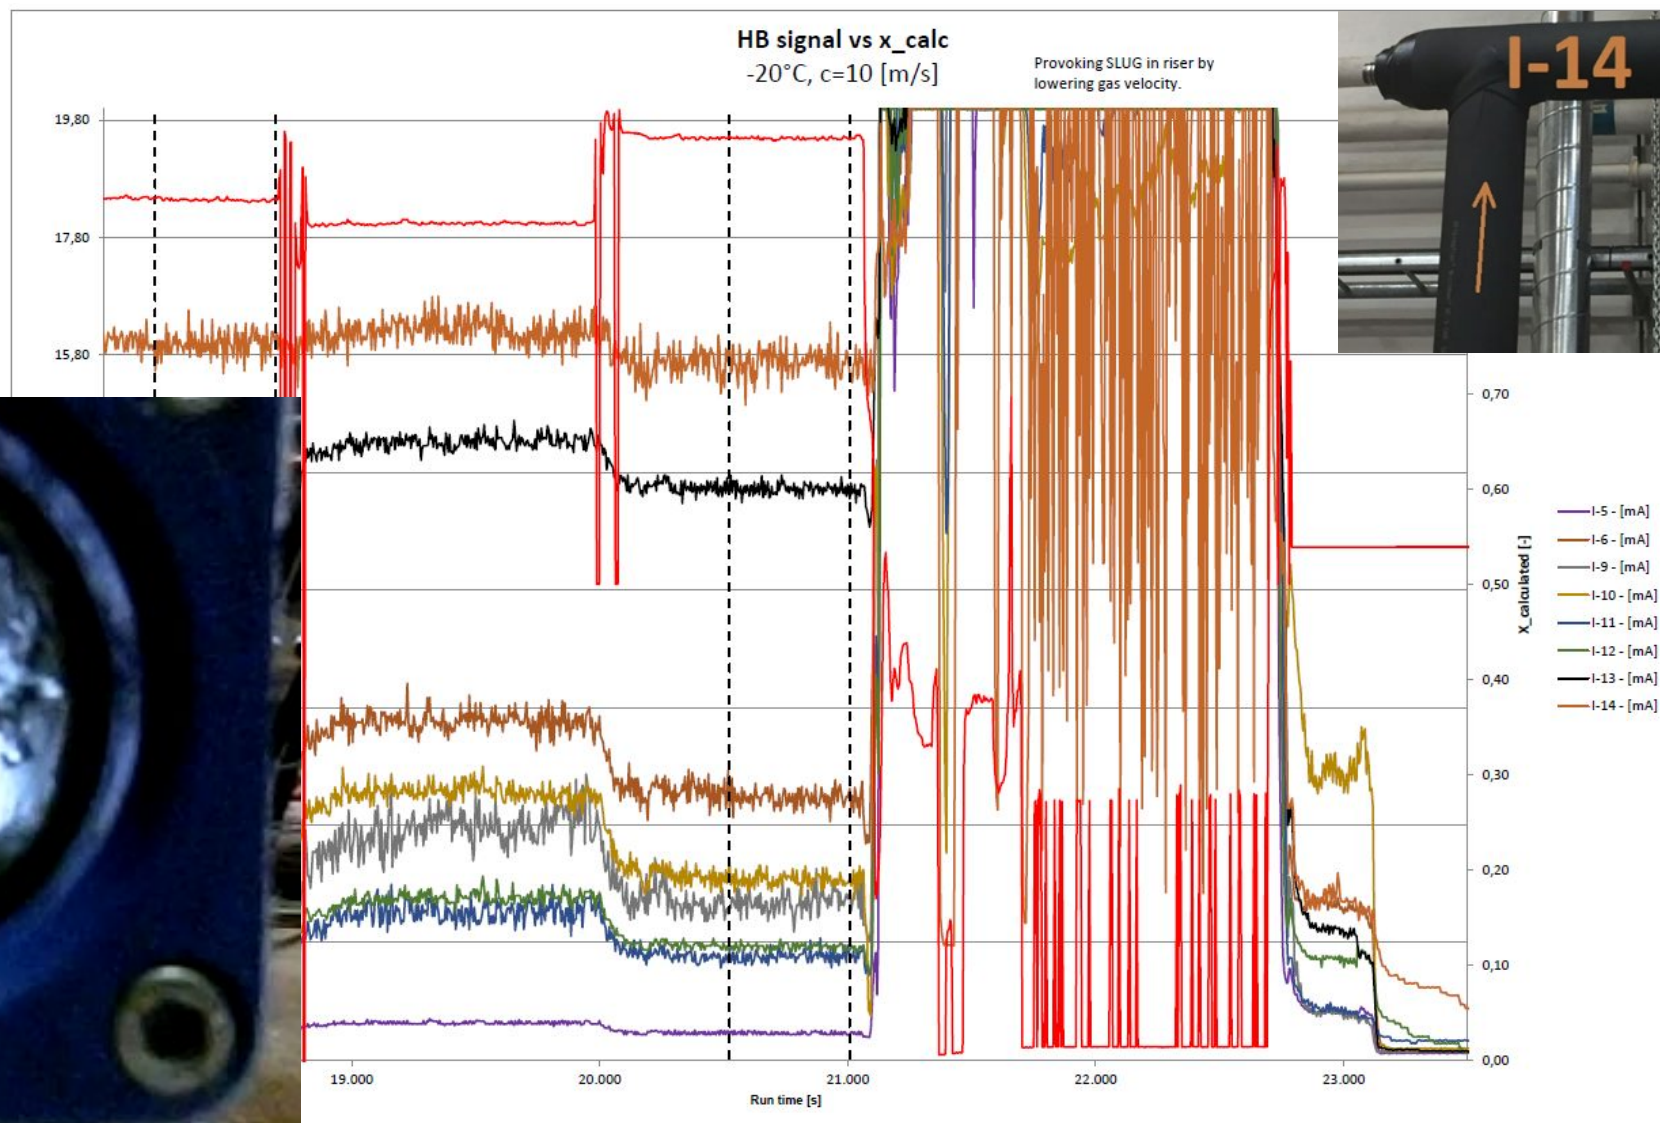 HB signal vs x_calc
-20°C, c=10 [m/s]
Provoking SLUG in riser by
lowering gas velocity.
I-14
19,80
17,80
15,80
0,70
0,60
0,50
0,40
0,30
0,20
0,10
0,00
X_calculated [-]
I-5 - [mA]
I-6 - [mA]
I-9 - [mA]
I-10 - [mA]
I-11 - [mA]
I-12 - [mA]
I-13 - [mA]
I-14 - [mA]
19.000
20.000
21.000
22.000
23.000
Run time [s]